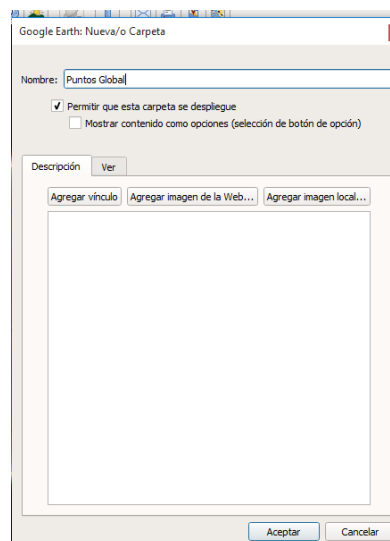 Google Earth: Nueva/o Carpeta
Nombre: Puntos Global
Permitir que esta carpeta se despliegue
Mostrar contenido como opciones (selección de botón de opción)
Descripción Ver
Agregar vínculo Agregar imagen de la Web... Agregar imagen local...
Aceptar Cancelar